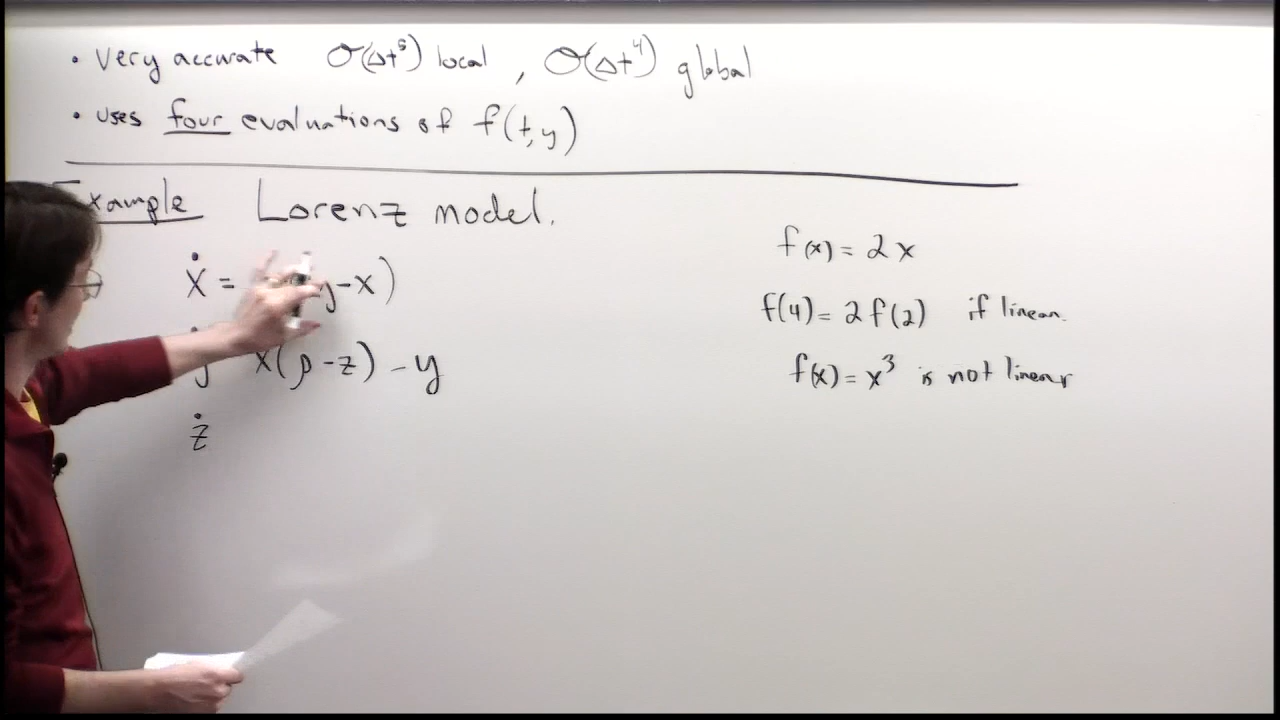 • Very accurate O(Δt⁵) local , O(Δt⁴) global
• uses four evaluations of f(t,y)
Example Lorenz model.
ẋ = y-x)
ẏ x(ρ-z) - y
ż
f(x) = 2x
f(4) = 2f(2) if linear.
f(x) = x³ is not linear